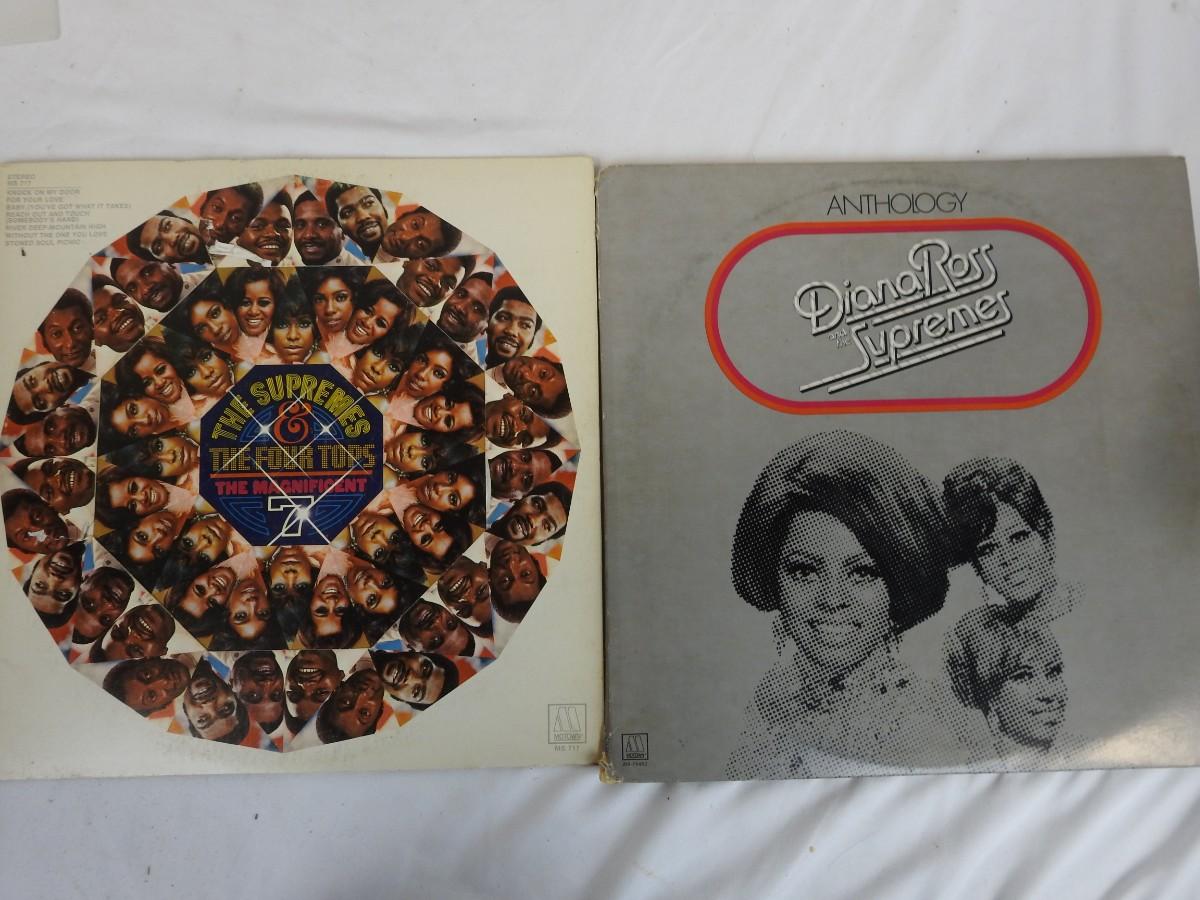 STEREO
MS 717
KNOCK ON MY DOOR
FOR YOUR LOVE
BABY (YOU'VE GOT WHAT IT TAKES)
REACH OUT AND TOUCH
(SOMEBODY'S HAND)
RIVER DEEP-MOUNTAIN HIGH
WITHOUT THE ONE YOU LOVE
STONED SOUL PICNIC
THE SUPREMES
&
THE FOUR TOPS
THE MAGNIFICENT
7
MOTOWN
MS 717
ANTHOLOGY
Diana Ross
and the
Supremes
MOTOWN